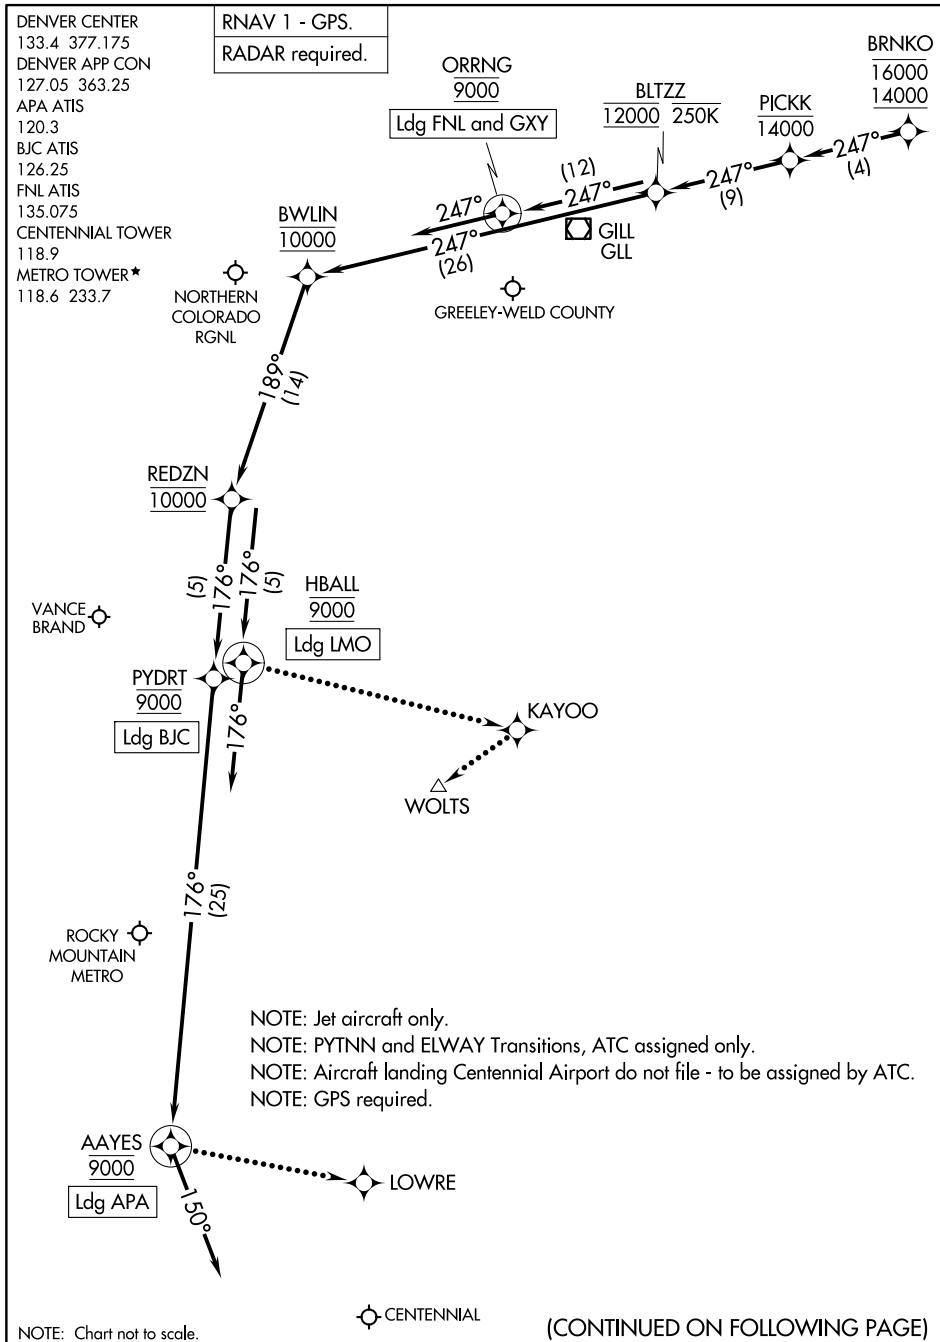 DENVER CENTER
133.4 377.175
DENVER APP CON
127.05 363.25
APA ATIS
120.3
BJC ATIS
126.25
FNL ATIS
135.075
CENTENNIAL TOWER
118.9
METRO TOWER★
118.6 233.7
RNAV 1 - GPS.
RADAR required.
BRNKO
16000
14000
ORRNG
9000
Ldg FNL and GXY
BLTZZ
12000 250K
PICKK
14000
247°
(4)
247°
(9)
(12)
247°
247°
247°
(26)
GILL
GLL
BWLIN
10000
NORTHERN
COLORADO
RGNL
GREELEY-WELD COUNTY
189°
(14)
REDZN
10000
(5)
176°
176°
(5)
HBALL
9000
Ldg LMO
VANCE
BRAND
PYDRT
9000
Ldg BJC
176°
KAYOO
WOLTS
176°
(25)
ROCKY
MOUNTAIN
METRO
NOTE: Jet aircraft only.
NOTE: PYTNN and ELWAY Transitions, ATC assigned only.
NOTE: Aircraft landing Centennial Airport do not file - to be assigned by ATC.
NOTE: GPS required.
AAYES
9000
Ldg APA
LOWRE
150°
CENTENNIAL
NOTE: Chart not to scale.
(CONTINUED ON FOLLOWING PAGE)